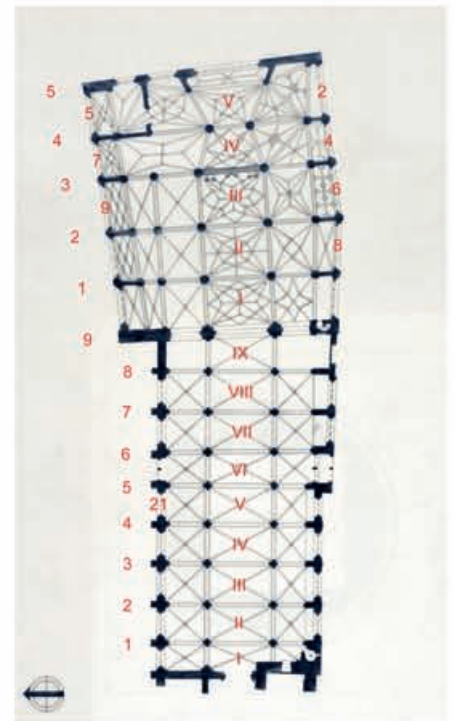 5 5 V 2
4 IV 4
7
3 9 III 6
2 II 8
1 I
9 IX
8 VIII
7 VII
6 VI
5 V
21
4 IV
3 III
2 II
1 I